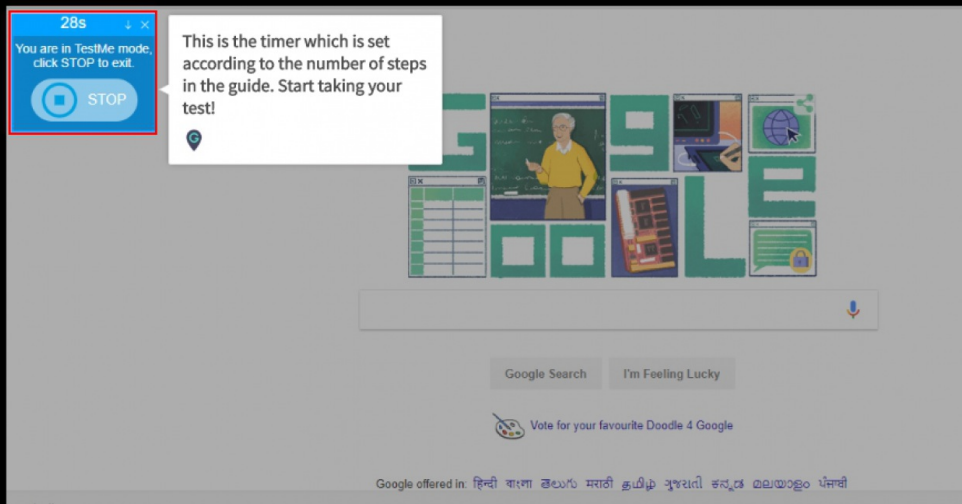 28s
You are in TestMe mode,
click STOP to exit.
STOP
This is the timer which is set
according to the number of steps
in the guide. Start taking your
test!
G
Google Search
I'm Feeling Lucky
Vote for your favourite Doodle 4 Google
Google offered in: हिन्दी বাংলা తెలుగు मराठी தமிழ் ગુજરાતી ಕನ್ನಡ മലയാളം ਪੰਜਾਬੀ